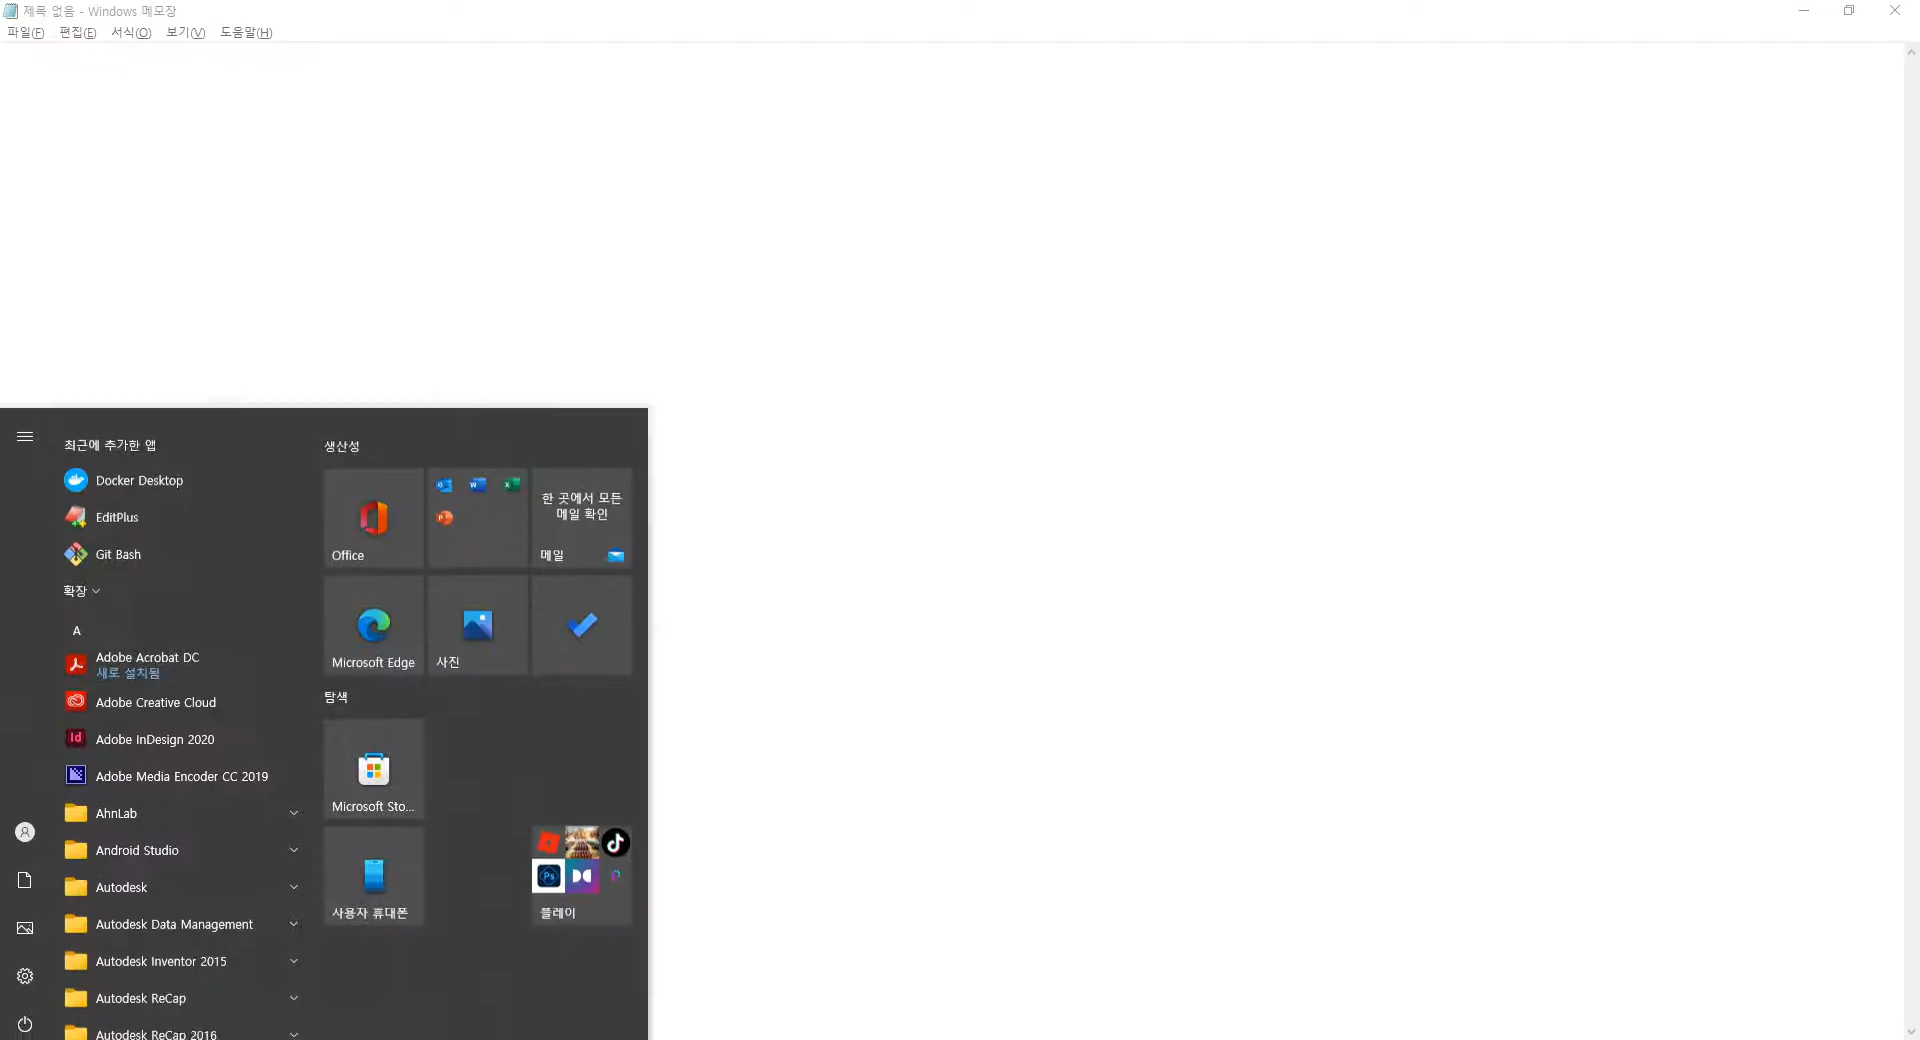 제목 없음 - Windows 메모장
파일(F) 편집(E) 서식(O) 보기(V) 도움말(H)
최근에 추가한 앱
Docker Desktop
EditPlus
Git Bash
확장
A
Adobe Acrobat DC
새로 설치됨
Adobe Creative Cloud
Adobe InDesign 2020
Adobe Media Encoder CC 2019
AhnLab
Android Studio
Autodesk
Autodesk Data Management
Autodesk Inventor 2015
Autodesk ReCap
Autodesk ReCap 2016
생산성
Office
한 곳에서 모든
메일 확인
메일
Microsoft Edge
사진
탐색
Microsoft Sto...
사용자 휴대폰
플레이